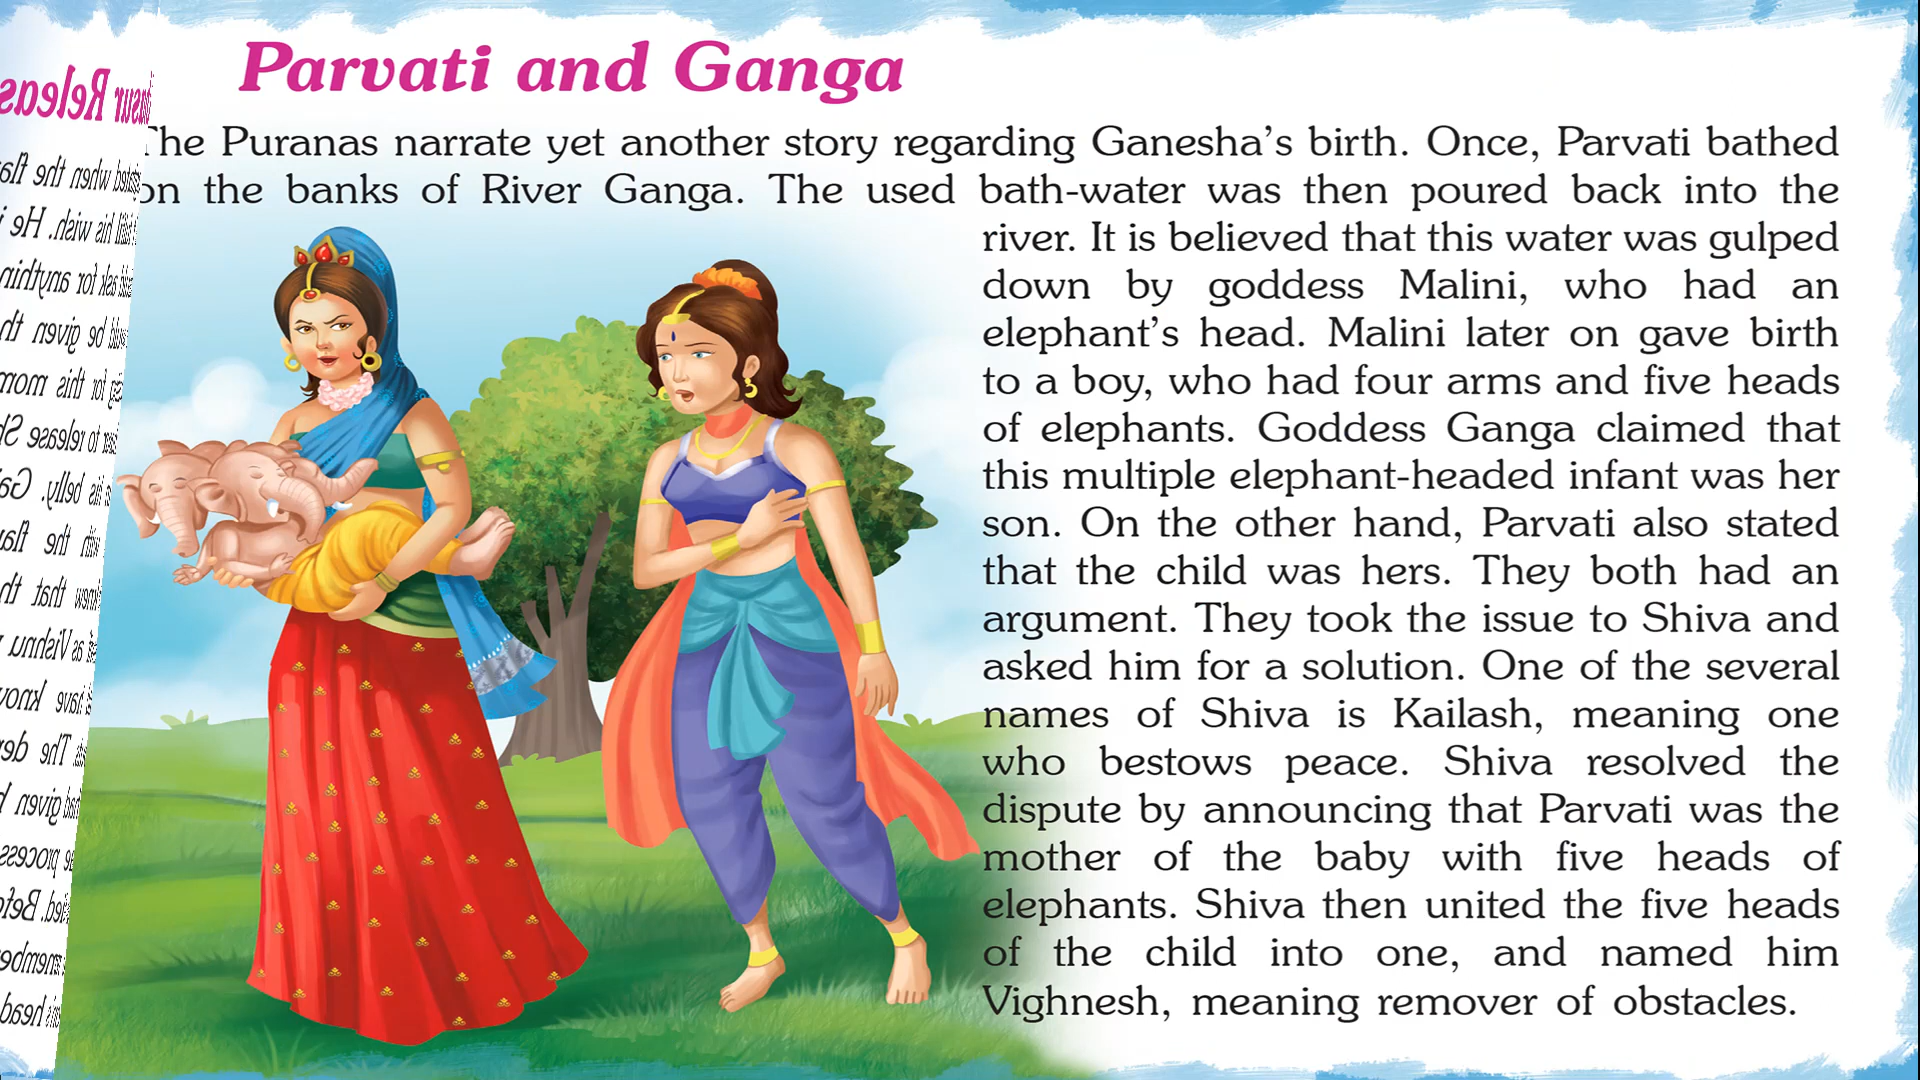 Parvati and Ganga
The Puranas narrate yet another story regarding Ganesha's birth. Once, Parvati bathed
on the banks of River Ganga. The used bath-water was then poured back into the
river. It is believed that this water was gulped
down by goddess Malini, who had an
elephant's head. Malini later on gave birth
to a boy, who had four arms and five heads
of elephants. Goddess Ganga claimed that
this multiple elephant-headed infant was her
son. On the other hand, Parvati also stated
that the child was hers. They both had an
argument. They took the issue to Shiva and
asked him for a solution. One of the several
names of Shiva is Kailash, meaning one
who bestows peace. Shiva resolved the
dispute by announcing that Parvati was the
mother of the baby with five heads of
elephants. Shiva then united the five heads
of the child into one, and named him
Vighnesh, meaning remover of obstacles.